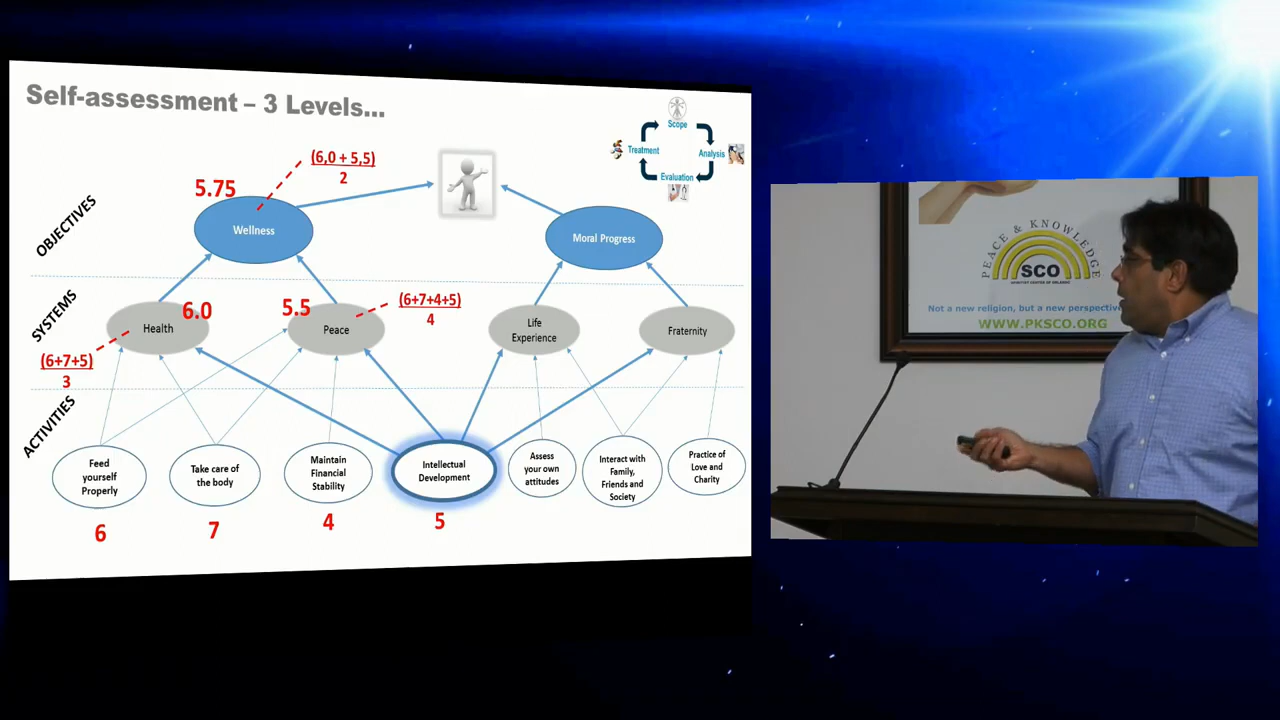 Self-assessment – 3 Levels...
Scope
Treatment
Analysis
Evaluation
(6,0 + 5,5)
2
5.75
OBJECTIVES
Wellness
Moral Progress
SYSTEMS
Health
6.0
5.5
Peace
(6+7+4+5)
4
Life
Experience
Fraternity
(6+7+5)
3
ACTIVITIES
Feed
yourself
Properly
Take care of
the body
Maintain
Financial
Stability
Intellectual
Development
Assess
your own
attitudes
Interact with
Family,
Friends and
Society
Practice of
Love and
Charity
6
7
4
5
PEACE & KNOWLEDGE
SCO
Not a new religion, but a new perspective
WWW.PKSCO.ORG